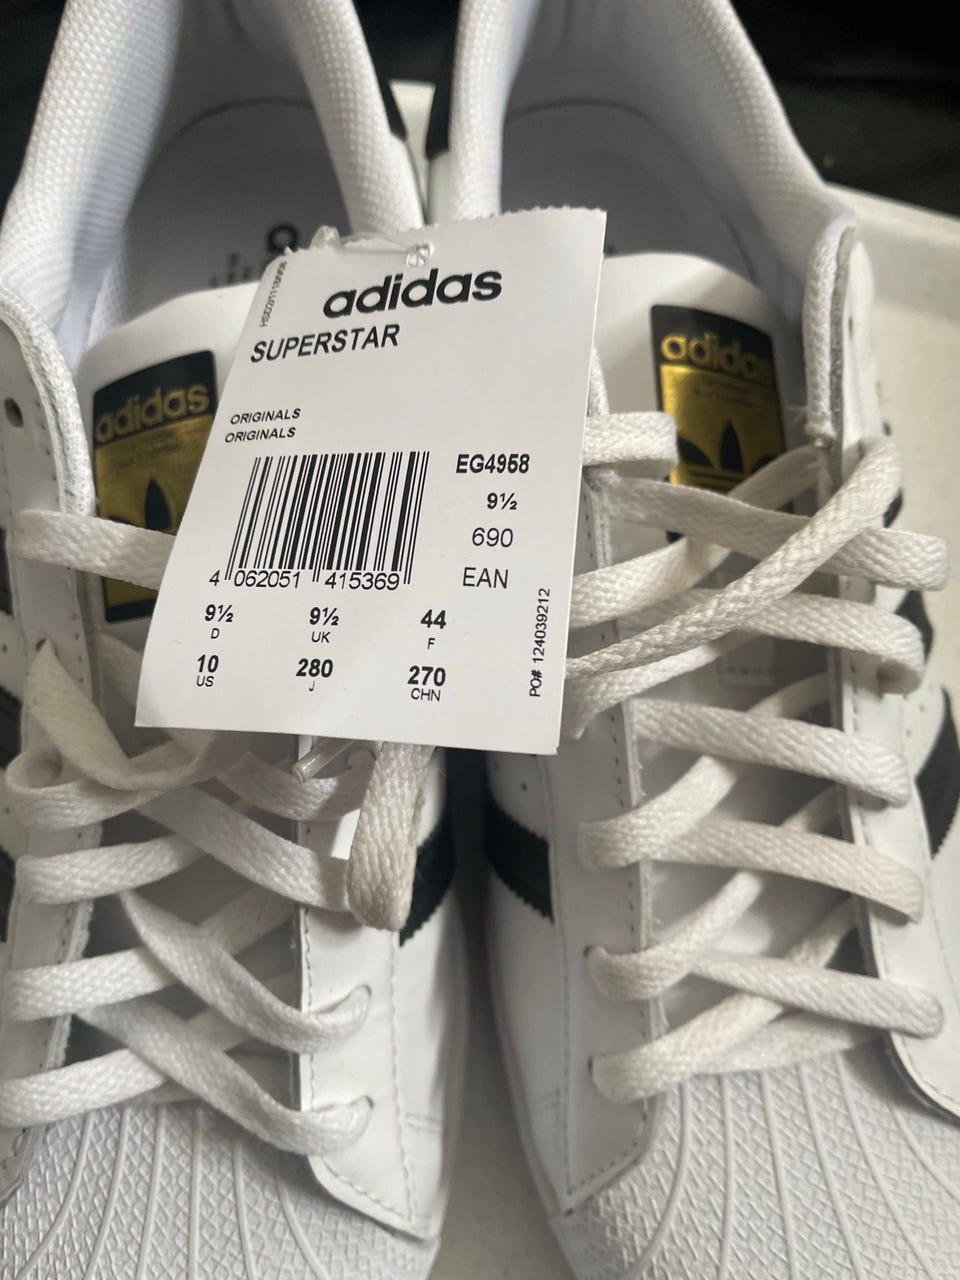 adidas
SUPERSTAR
ORIGINALS
ORIGINALS
EG4958
9½
690
EAN
4 062051 415369
9½ 9½ 44
D UK F
10 280 270
US J CHN
PO# 124039212
adidas
adidas